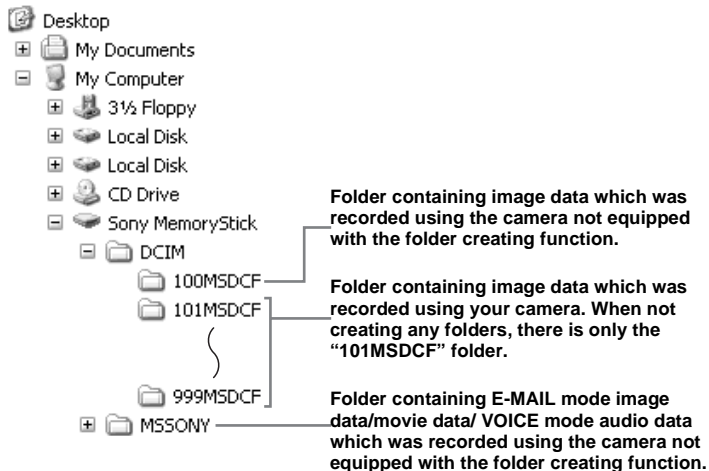 Desktop
My Documents
My Computer
3½ Floppy
Local Disk
Local Disk
CD Drive
Sony MemoryStick
DCIM
100MSDCF
101MSDCF
999MSDCF
MSSONY
Folder containing image data which was
recorded using the camera not equipped
with the folder creating function.
Folder containing image data which was
recorded using your camera. When not
creating any folders, there is only the
“101MSDCF” folder.
Folder containing E-MAIL mode image
data/movie data/ VOICE mode audio data
which was recorded using the camera not
equipped with the folder creating function.